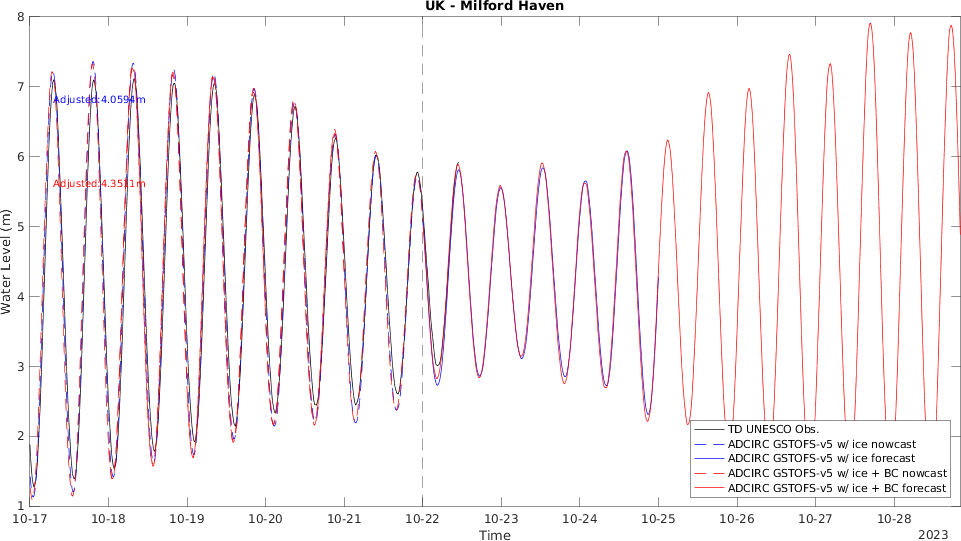 UK - Milford Haven
8
7
6
5
4
3
2
1
Water Level (m)
Adjusted:4.0594m
Adjusted:4.3511m
TD UNESCO Obs.
ADCIRC GSTOFS-v5 w/ ice nowcast
ADCIRC GSTOFS-v5 w/ ice forecast
ADCIRC GSTOFS-v5 w/ ice + BC nowcast
ADCIRC GSTOFS-v5 w/ ice + BC forecast
10-17 10-18 10-19 10-20 10-21 10-22 10-23 10-24 10-25 10-26 10-27 10-28
Time
2023